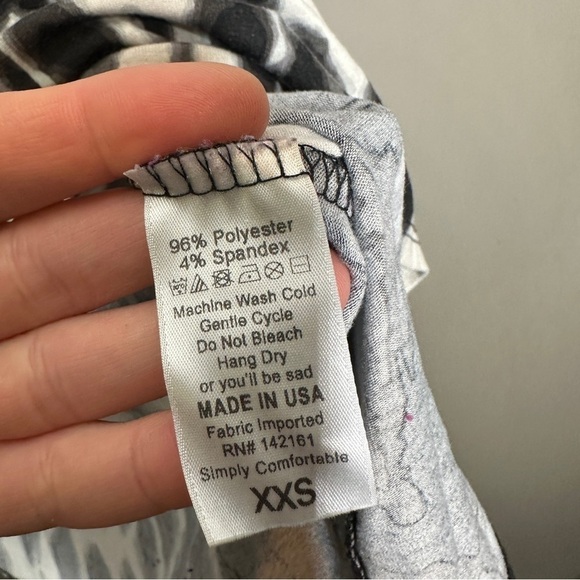 96% Polyester
4% Spandex
Machine Wash Cold
Gentle Cycle
Do Not Bleach
Hang Dry
or you'll be sad
MADE IN USA
Fabric Imported
RN# 142161
Simply Comfortable
XXS